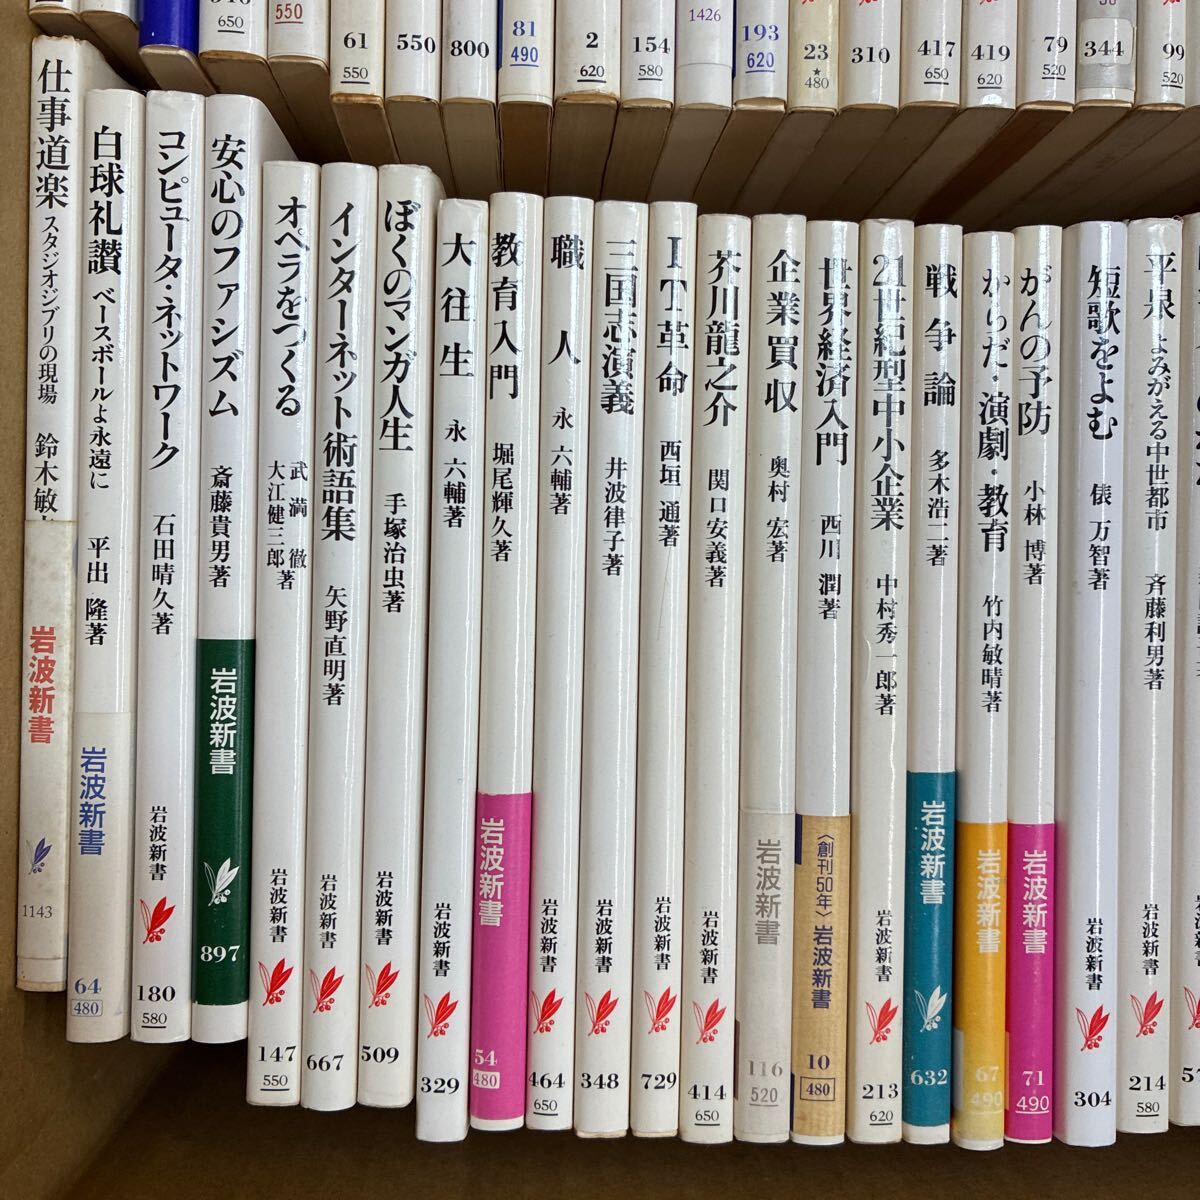 650
550
61
550
550
800
81
490
2
620
154
580
1426
193
620
23
★480
310
417
650
419
620
79
520
344
99
520
仕事道楽 スタジオジブリの現場 鈴木敏
岩波新書
1143
白球礼讃 ベースボールよ永遠に 平出 隆著
岩波新書
64
480
コンピュータ・ネットワーク 石田晴久著
岩波新書
180
580
安心のファシズム 斎藤貴男著
岩波新書
897
オペラをつくる 武満 徹 大江健三郎 著
岩波新書
147
550
インターネット術語集 矢野直明著
岩波新書
667
ぼくのマンガ人生 手塚治虫著
岩波新書
509
大往生 永 六輔著
岩波新書
329
教育入門 堀尾輝久著
岩波新書
54
480
職人 永 六輔著
岩波新書
464
650
三国志演義 井波律子著
岩波新書
348
IT革命 西垣 通著
岩波新書
729
芥川龍之介 関口安義著
岩波新書
414
650
企業買収 奥村 宏著
岩波新書
116
520
世界経済入門 西川 潤著
〈創刊50年〉岩波新書
10
480
21世紀型中小企業 中村秀一郎著
岩波新書
213
620
戦争論 多木浩二著
岩波新書
632
からだ・演劇・教育 竹内敏晴著
岩波新書
67
490
がんの予防 小林 博著
岩波新書
71
490
短歌をよむ 俵 万智著
岩波新書
304
平泉 よみがえる中世都市 斉藤利男著
岩波新書
214
580